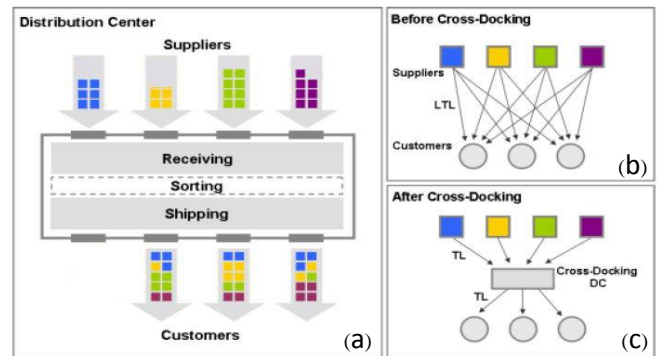 Distribution Center
Suppliers
Receiving
Sorting
Shipping
Customers
(a)
Before Cross-Docking
Suppliers
LTL
Customers
(b)
After Cross-Docking
TL
Cross-Docking
DC
TL
(c)